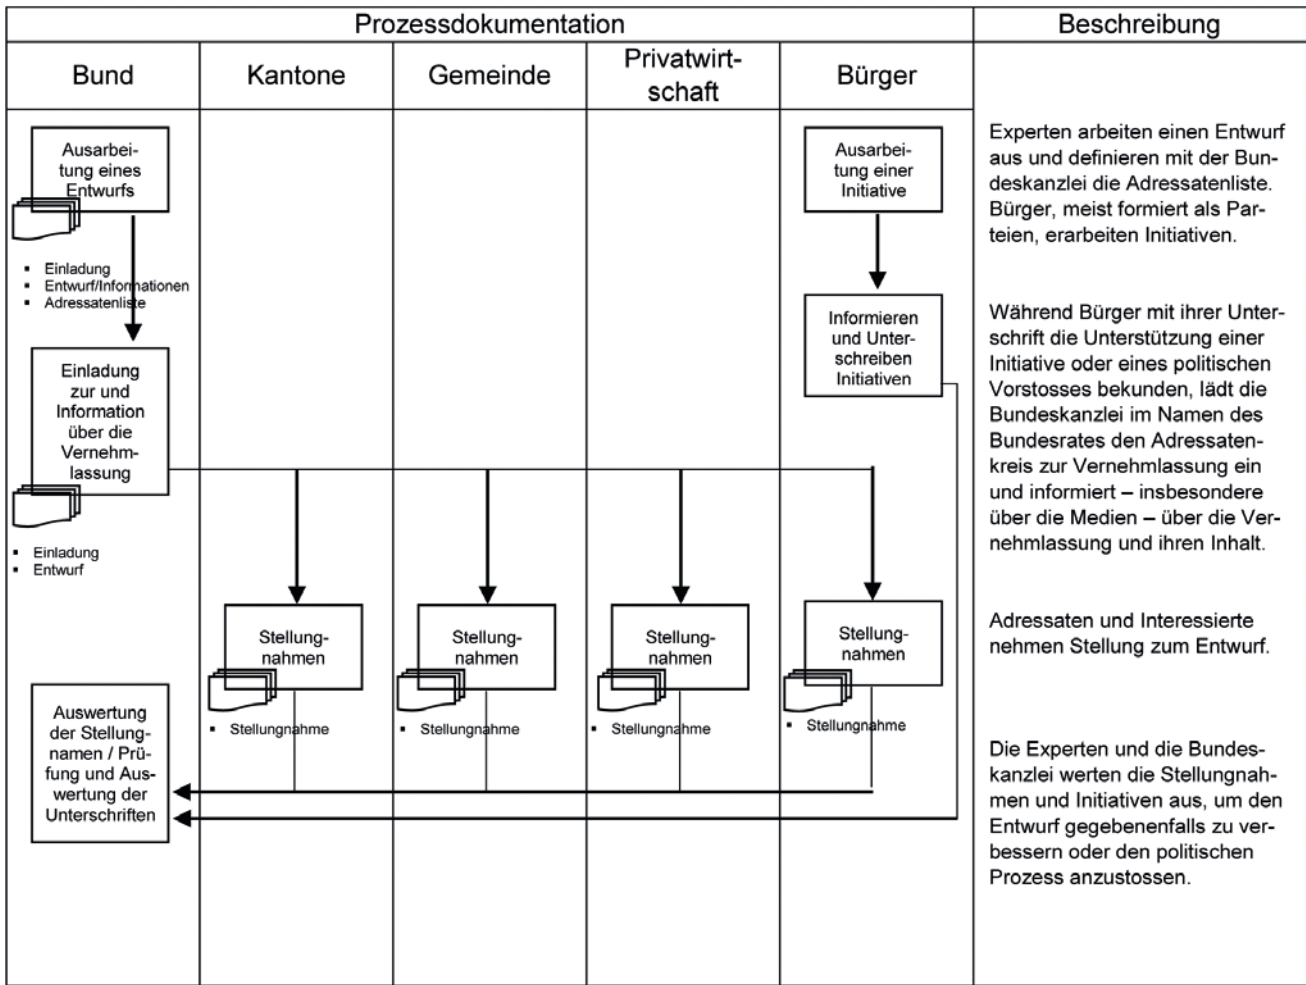 Prozessdokumentation
Beschreibung
Bund
Kantone
Gemeinde
Privatwirt-
schaft
Bürger
Ausarbei-
tung eines
Entwurfs
▪ Einladung
▪ Entwurf/Informationen
▪ Adressatenliste
Einladung
zur und
Information
über die
Vernehm-
lassung
▪ Einladung
▪ Entwurf
Auswertung
der Stellung-
namen / Prü-
fung und Aus-
wertung der
Unterschriften
Stellung-
nahmen
▪ Stellungnahme
Stellung-
nahmen
▪ Stellungnahme
Stellung-
nahmen
▪ Stellungnahme
Ausarbei-
tung einer
Initiative
Informieren
und Unter-
schreiben
Initiativen
Stellung-
nahmen
▪ Stellungnahme
Experten arbeiten einen Entwurf
aus und definieren mit der Bun-
deskanzlei die Adressatenliste.
Bürger, meist formiert als Par-
teien, erarbeiten Initiativen.
Während Bürger mit ihrer Unter-
schrift die Unterstützung einer
Initiative oder eines politischen
Vorstosses bekunden, lädt die
Bundeskanzlei im Namen des
Bundesrates den Adressaten-
kreis zur Vernehmlassung ein
und informiert – insbesondere
über die Medien – über die Ver-
nehmlassung und ihren Inhalt.
Adressaten und Interessierte
nehmen Stellung zum Entwurf.
Die Experten und die Bundes-
kanzlei werten die Stellungnah-
men und Initiativen aus, um den
Entwurf gegebenenfalls zu ver-
bessern oder den politischen
Prozess anzustossen.